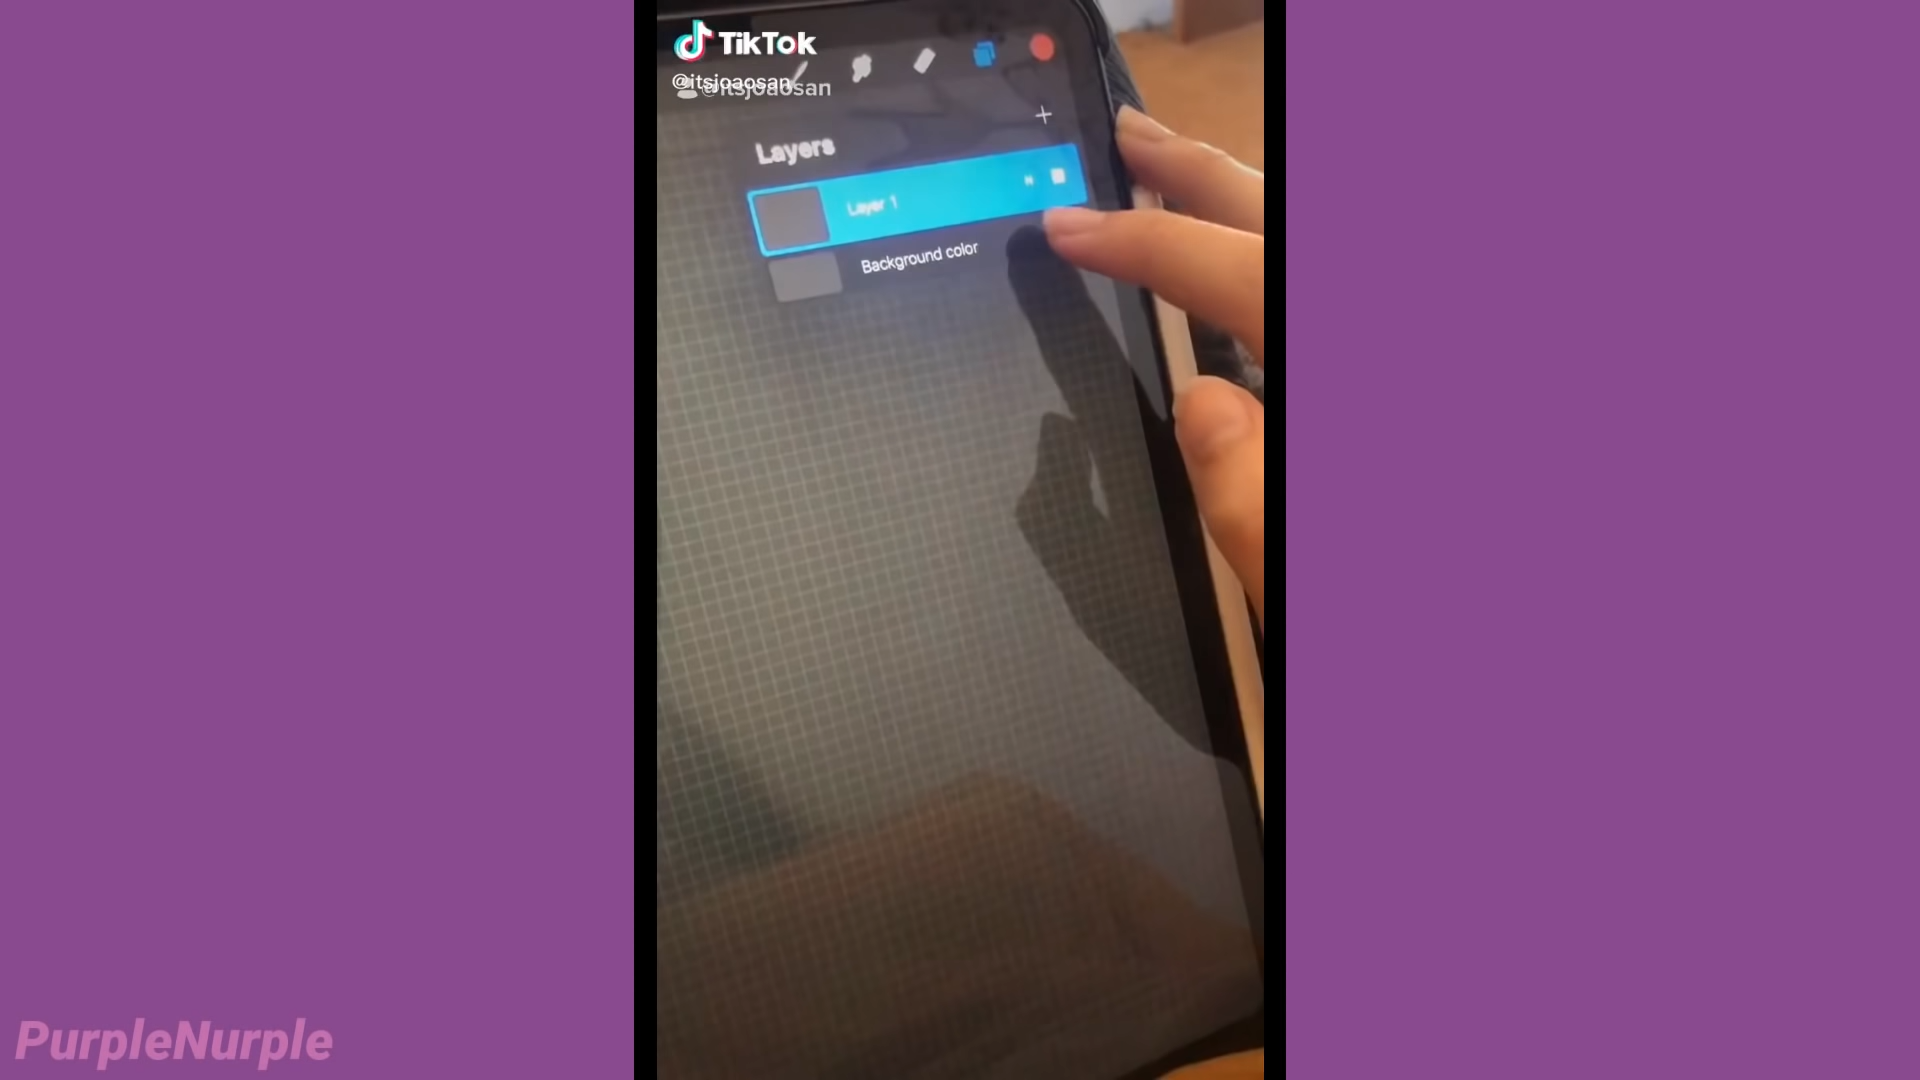 TikTok
@itsjoaosan
@itsjoaosan
Layers
Layer 1
N
Background color
PurpleNurple